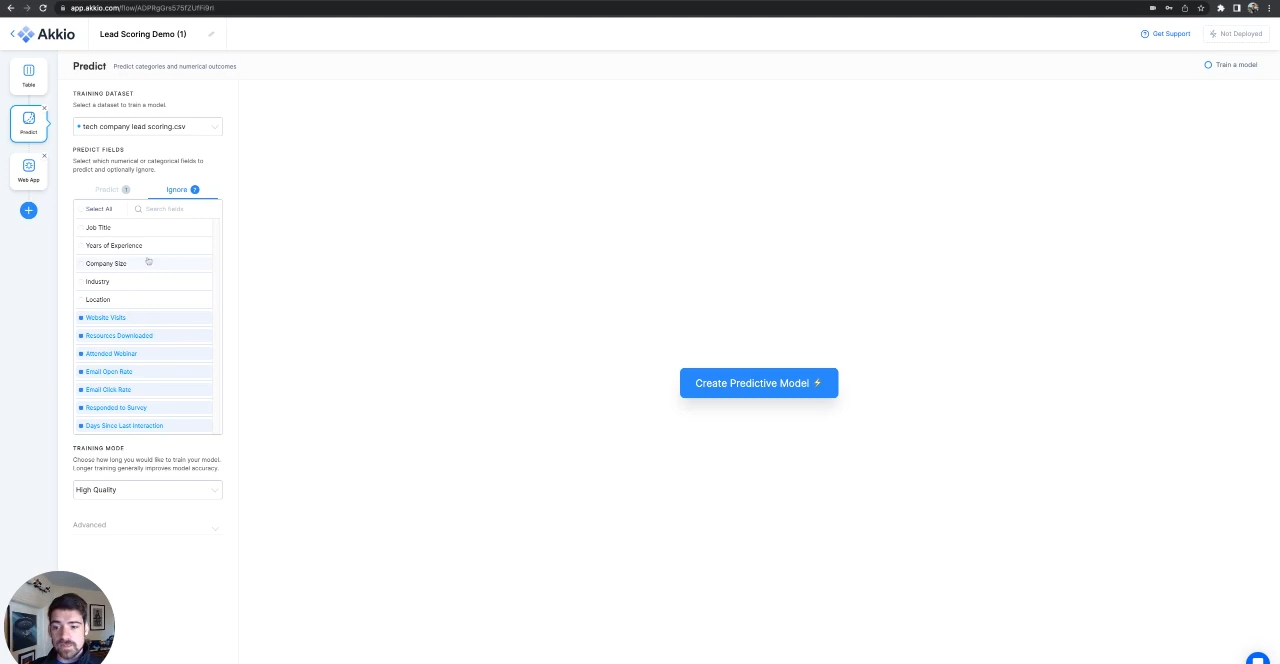 app.akkio.com/flow/ADPRgGrs575fZUfFi9rI
Akkio
Lead Scoring Demo (1)
Get Support
Not Deployed
Table
Predict
Web App
Predict
Predict categories and numerical outcomes
Train a model
TRAINING DATASET
Select a dataset to train a model.
tech company lead scoring.csv
PREDICT FIELDS
Select which numerical or categorical fields to
predict and optionally ignore.
Predict 1
Ignore 7
Select All
Search fields
Job Title
Years of Experience
Company Size
Industry
Location
Website Visits
Resources Downloaded
Attended Webinar
Email Open Rate
Email Click Rate
Responded to Survey
Days Since Last Interaction
TRAINING MODE
Choose how long you would like to train your model.
Longer training generally improves model accuracy.
High Quality
Advanced
Create Predictive Model